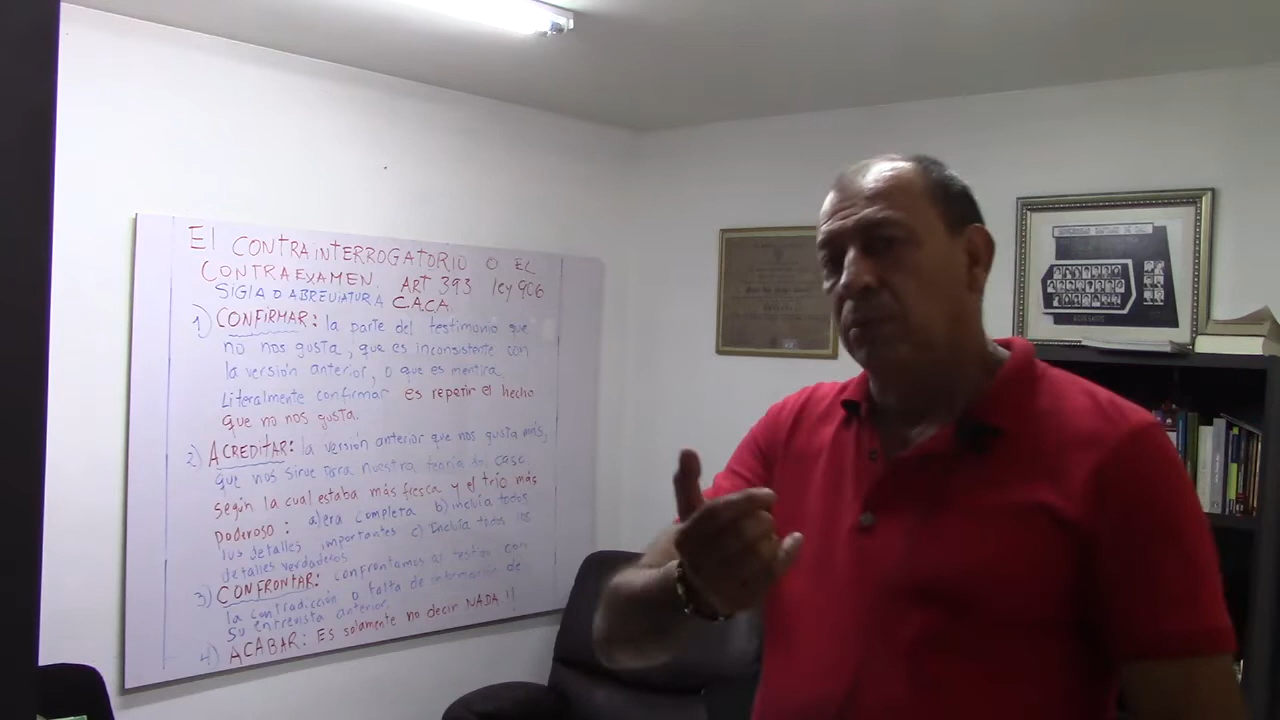 El CONTRAINTERROGATORIO O EL
CONTRAEXAMEN. ART 393 ley 906
SIGLA O ABREVIATURA CACA.
1) CONFIRMAR: la parte del testimonio que
no nos gusta, que es inconsistente con
la versión anterior, o que es mentira.
Literalmente confirmar es repetir el hecho
que no nos gusta.
2) ACREDITAR: la versión anterior que nos gusta más,
que nos sirve para nuestra teoría de caso
según la cual estaba más fresca y el trío más
Poderoso: a) era completa b) incluía todos
los detalles importantes c) Incluía todos los
detalles verdaderos
3) CONFRONTAR: confrontamos al testigo con
la contradicción o falta de información de
su entrevista anterior.
4) ACABAR: Es solamente no decir NADA!!